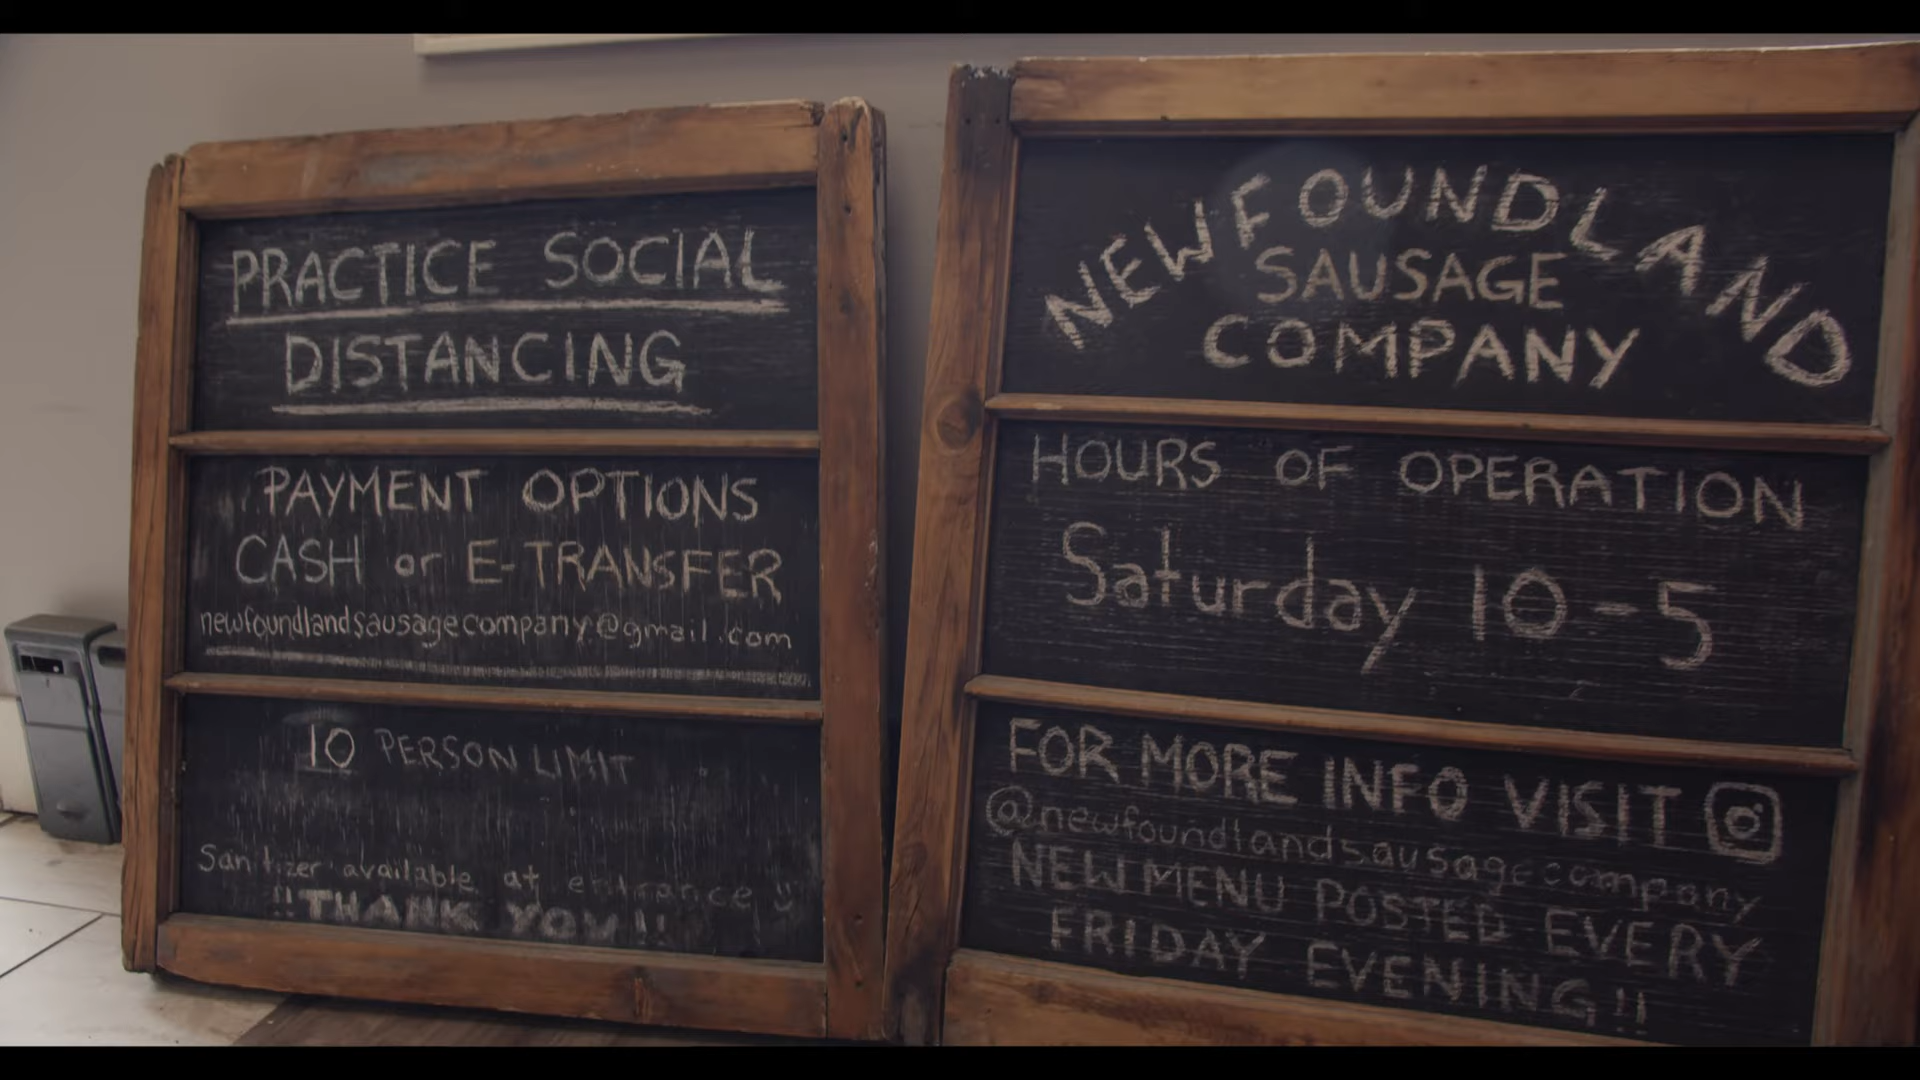 PRACTICE SOCIAL
DISTANCING
PAYMENT OPTIONS
CASH or E-TRANSFER
newfoundlandsausagecompany@gmail.com
10 PERSON LIMIT
Sanitizer available at entrance
!!THANK YOU!!
NEWFOUNDLAND
SAUSAGE
COMPANY
HOURS OF OPERATION
Saturday 10-5
FOR MORE INFO VISIT
@newfoundlandsausagecompany
NEW MENU POSTED EVERY
FRIDAY EVENING!!